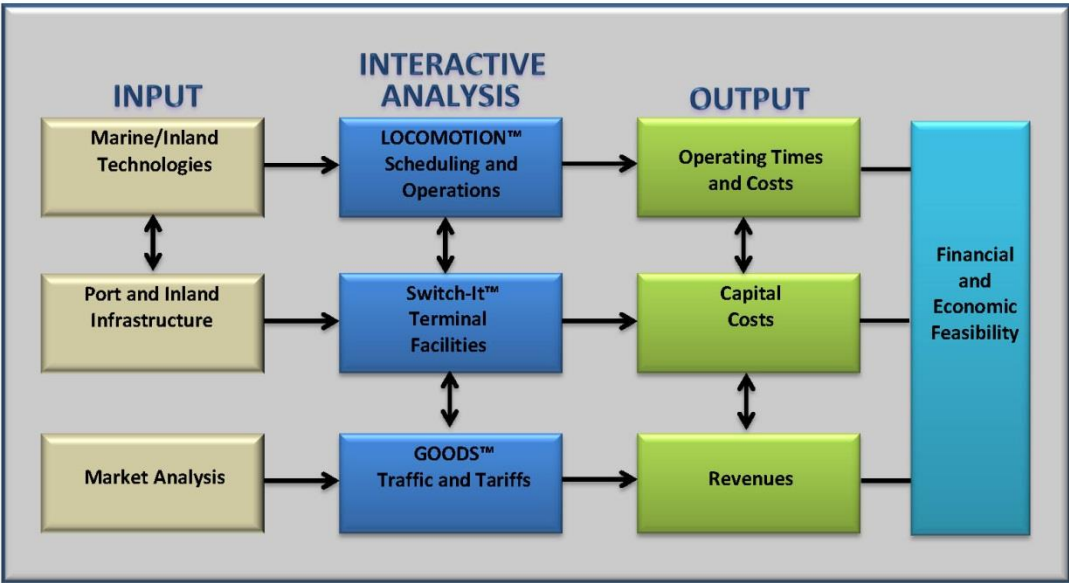 INPUT
INTERACTIVE
ANALYSIS
OUTPUT
Marine/Inland
Technologies
LOCOMOTION™
Scheduling and
Operations
Operating Times
and Costs
Port and Inland
Infrastructure
Switch-It™
Terminal
Facilities
Capital
Costs
Financial
and
Economic
Feasibility
Market Analysis
GOODS™
Traffic and Tariffs
Revenues